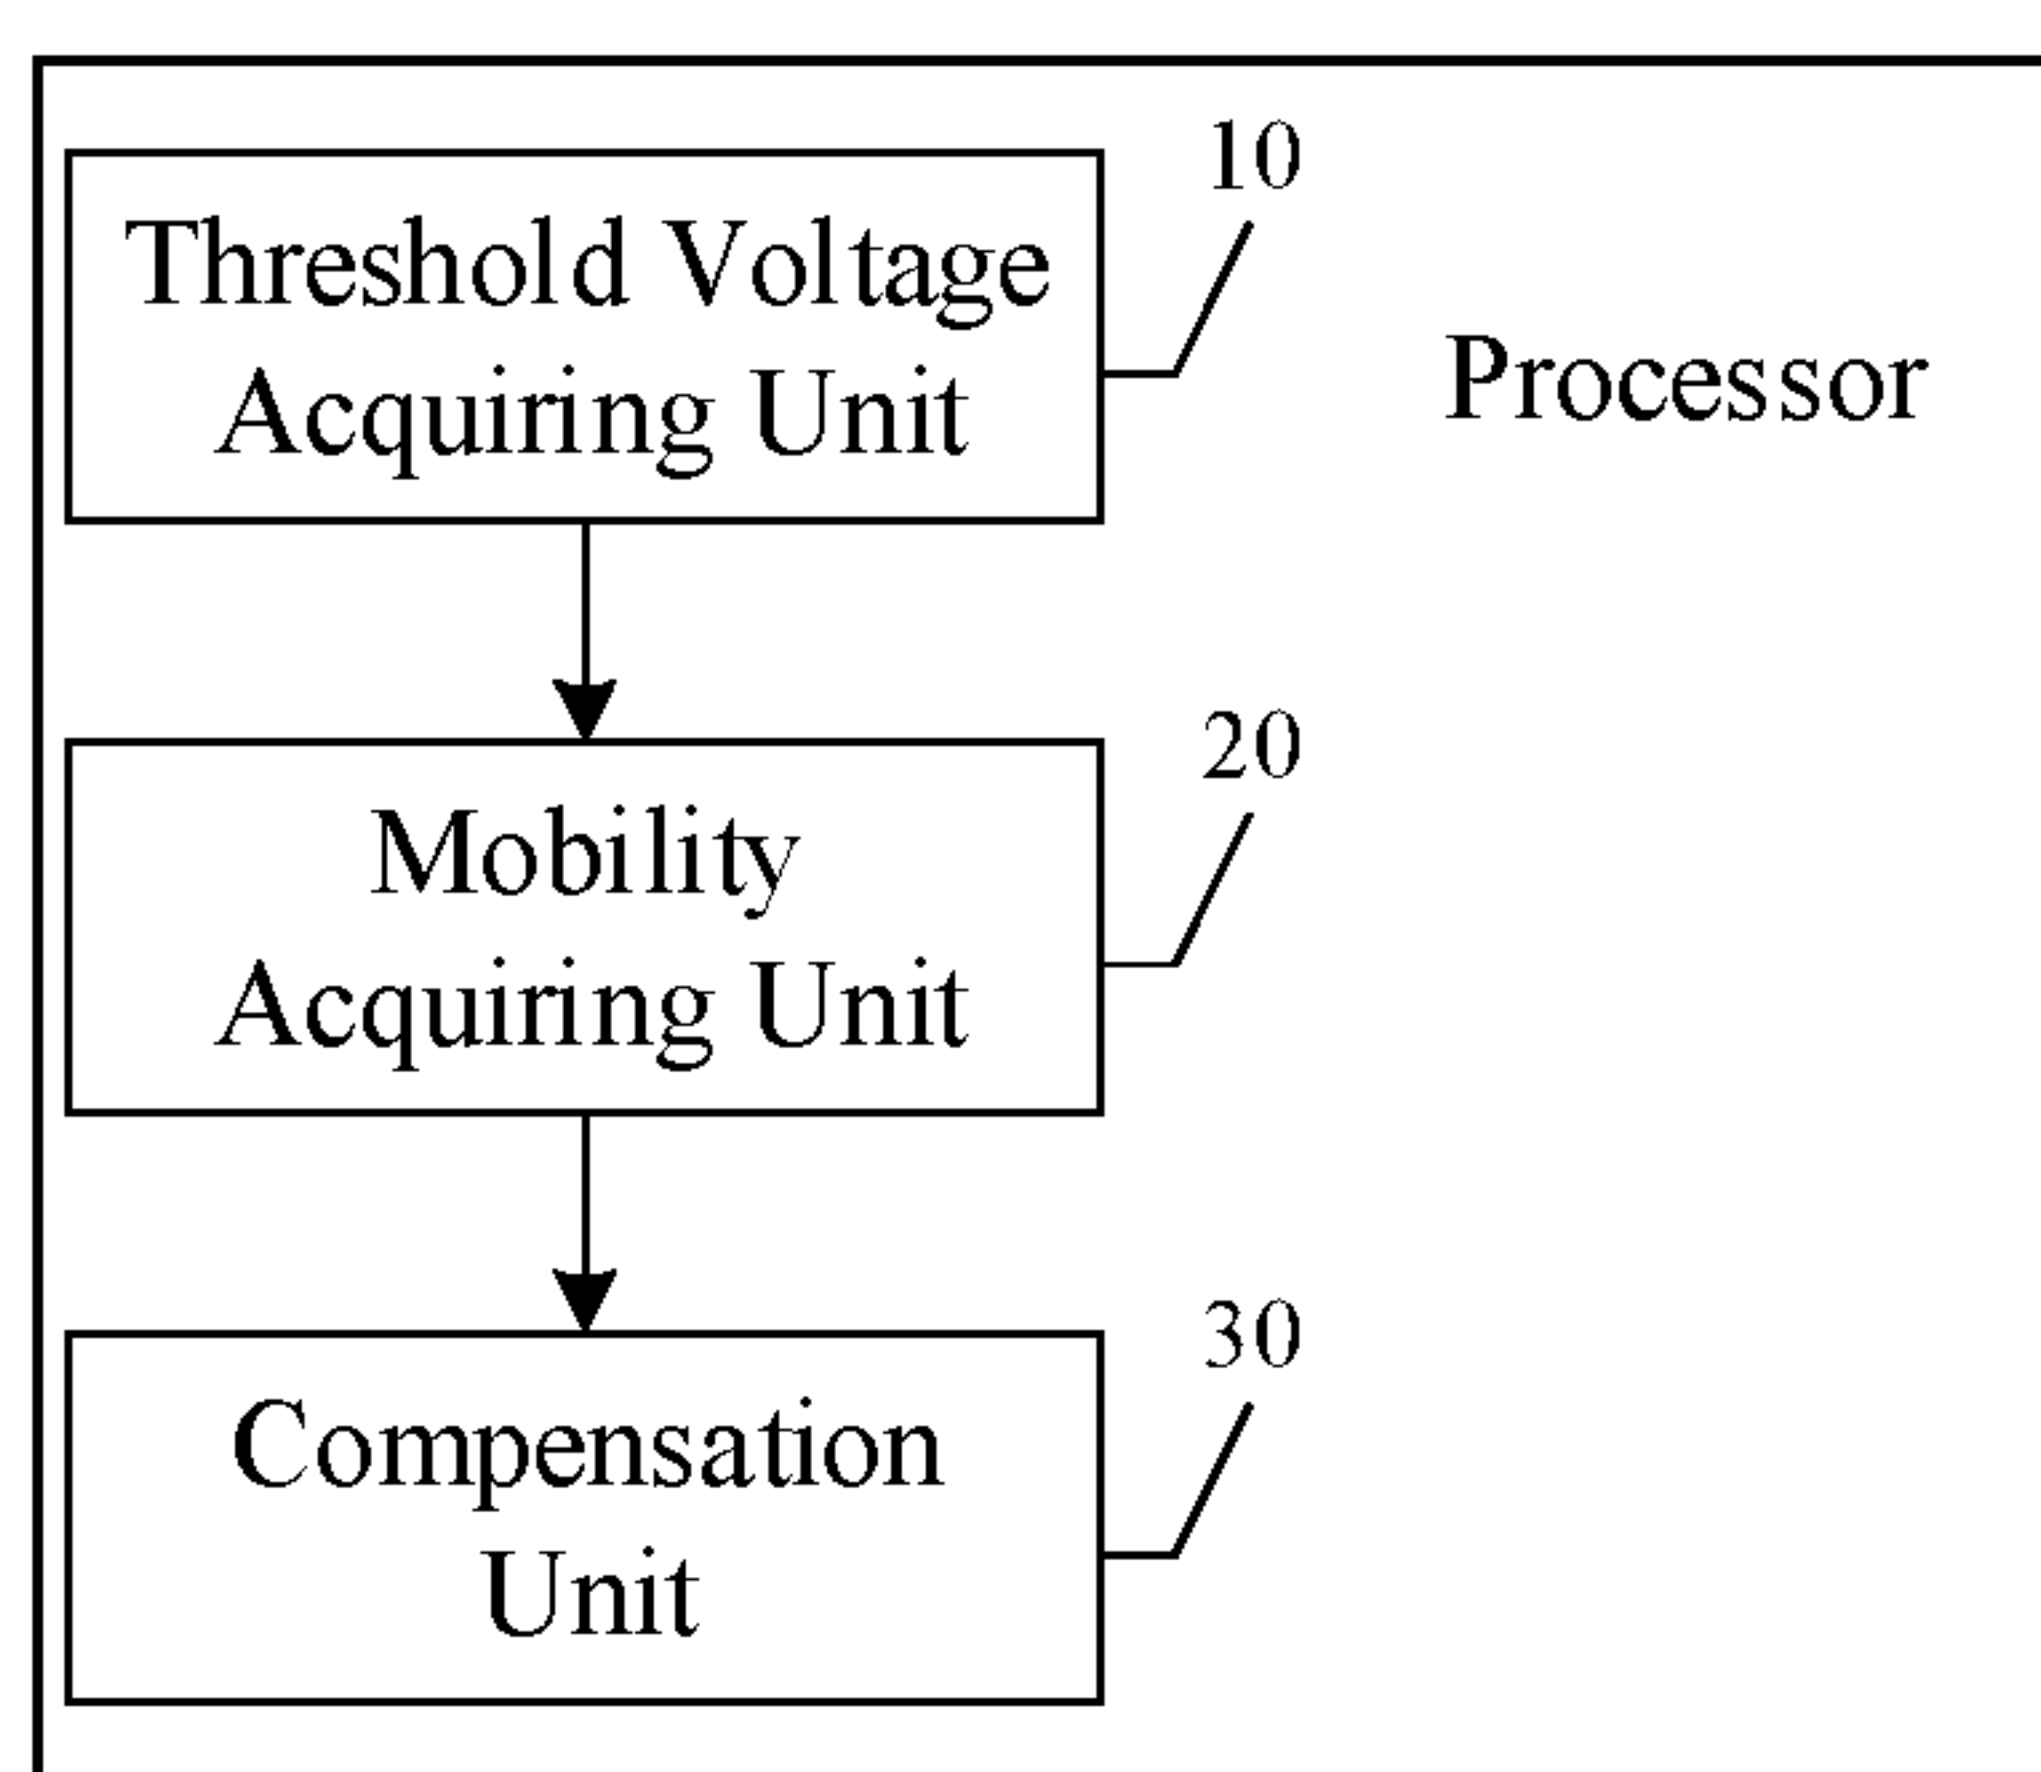 10
Threshold Voltage
Acquiring Unit
Processor
20
Mobility
Acquiring Unit
30
Compensation
Unit